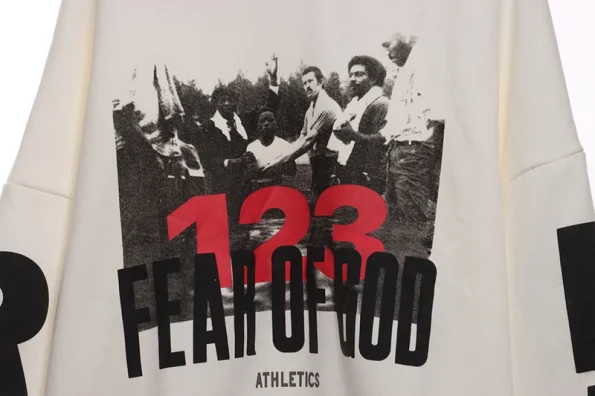 123
FEAR OF GOD
ATHLETICS
R